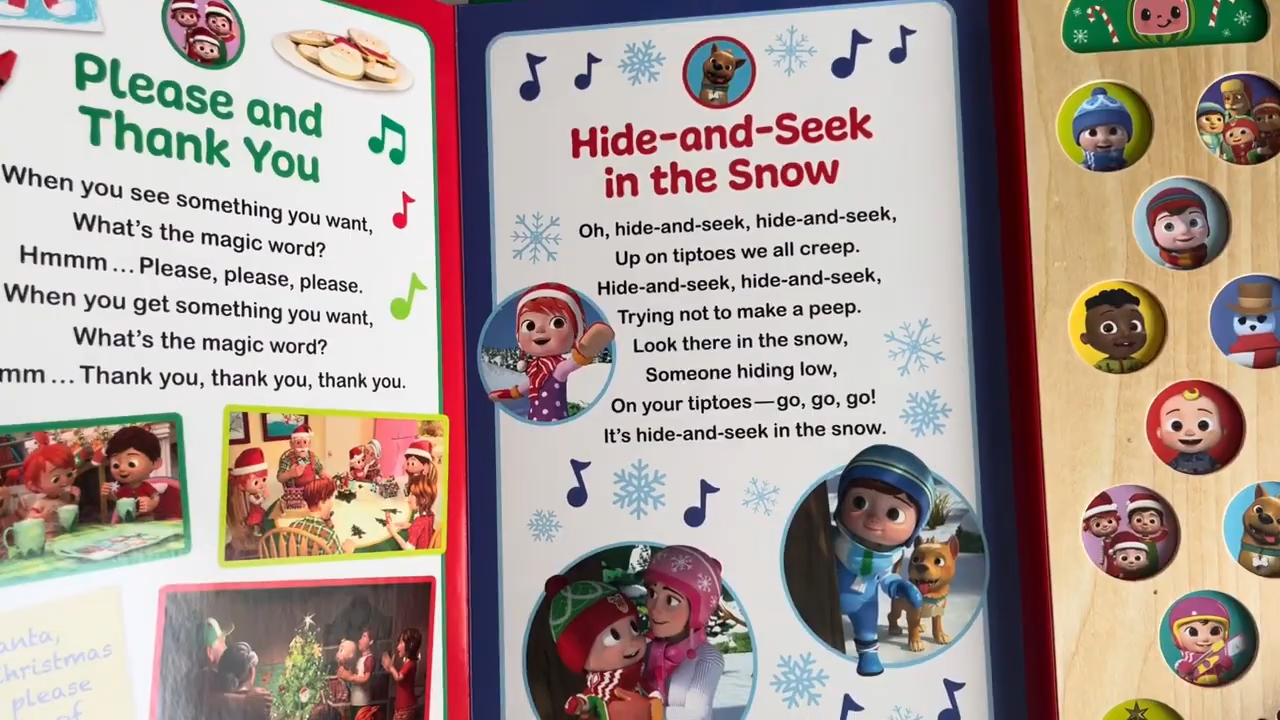 Please and
Thank You
When you see something you want,
What's the magic word?
Hmmm... Please, please, please.
When you get something you want,
What's the magic word?
mm... Thank you, thank you, thank you.
anta,
Christmas
please
of
Hide-and-Seek
in the Snow
Oh, hide-and-seek, hide-and-seek,
Up on tiptoes we all creep.
Hide-and-seek, hide-and-seek,
Trying not to make a peep.
Look there in the snow,
Someone hiding low,
On your tiptoes—go, go, go!
It's hide-and-seek in the snow.